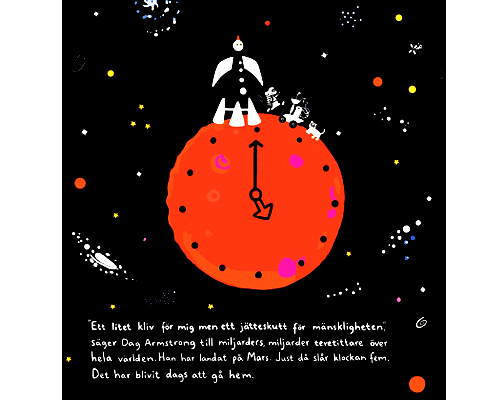 "Ett litet kliv för mig men ett jätteskutt för mänskligheten,"
säger Dag Armstrong till miljarders, miljarder tevetittare över
hela världen. Han har landat på Mars. Just då slår klockan fem.
Det har blivit dags att gå hem.